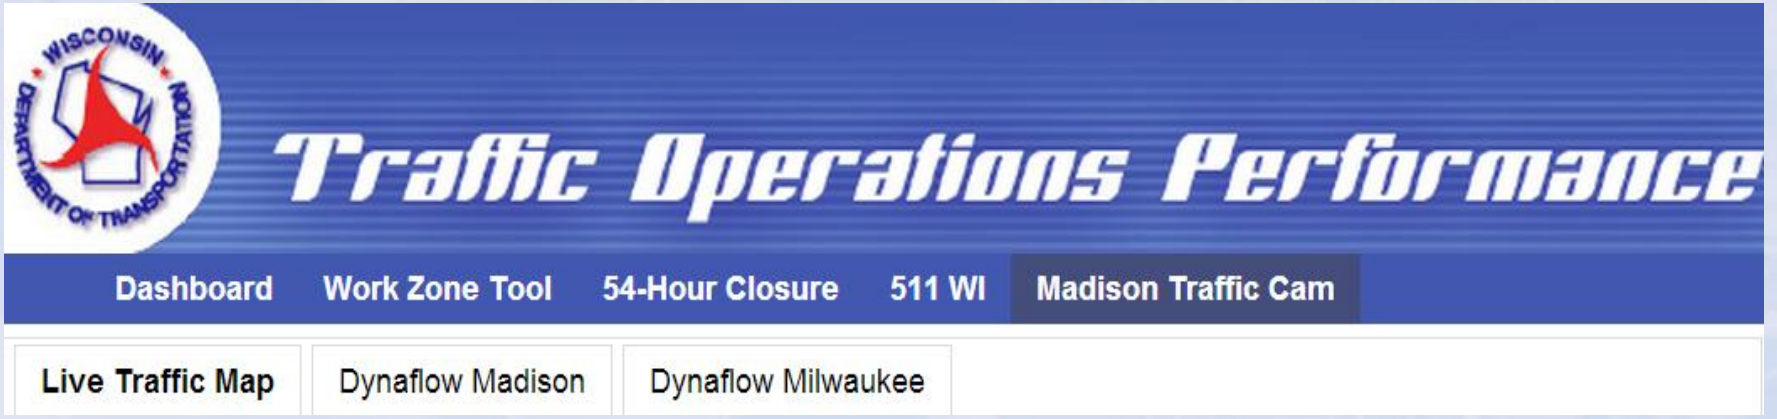 WISCONSIN
DEPARTMENT OF TRANSPORTATION
Traffic Operations Performance
Dashboard Work Zone Tool 54-Hour Closure 511 WI Madison Traffic Cam
Live Traffic Map Dynaflow Madison Dynaflow Milwaukee